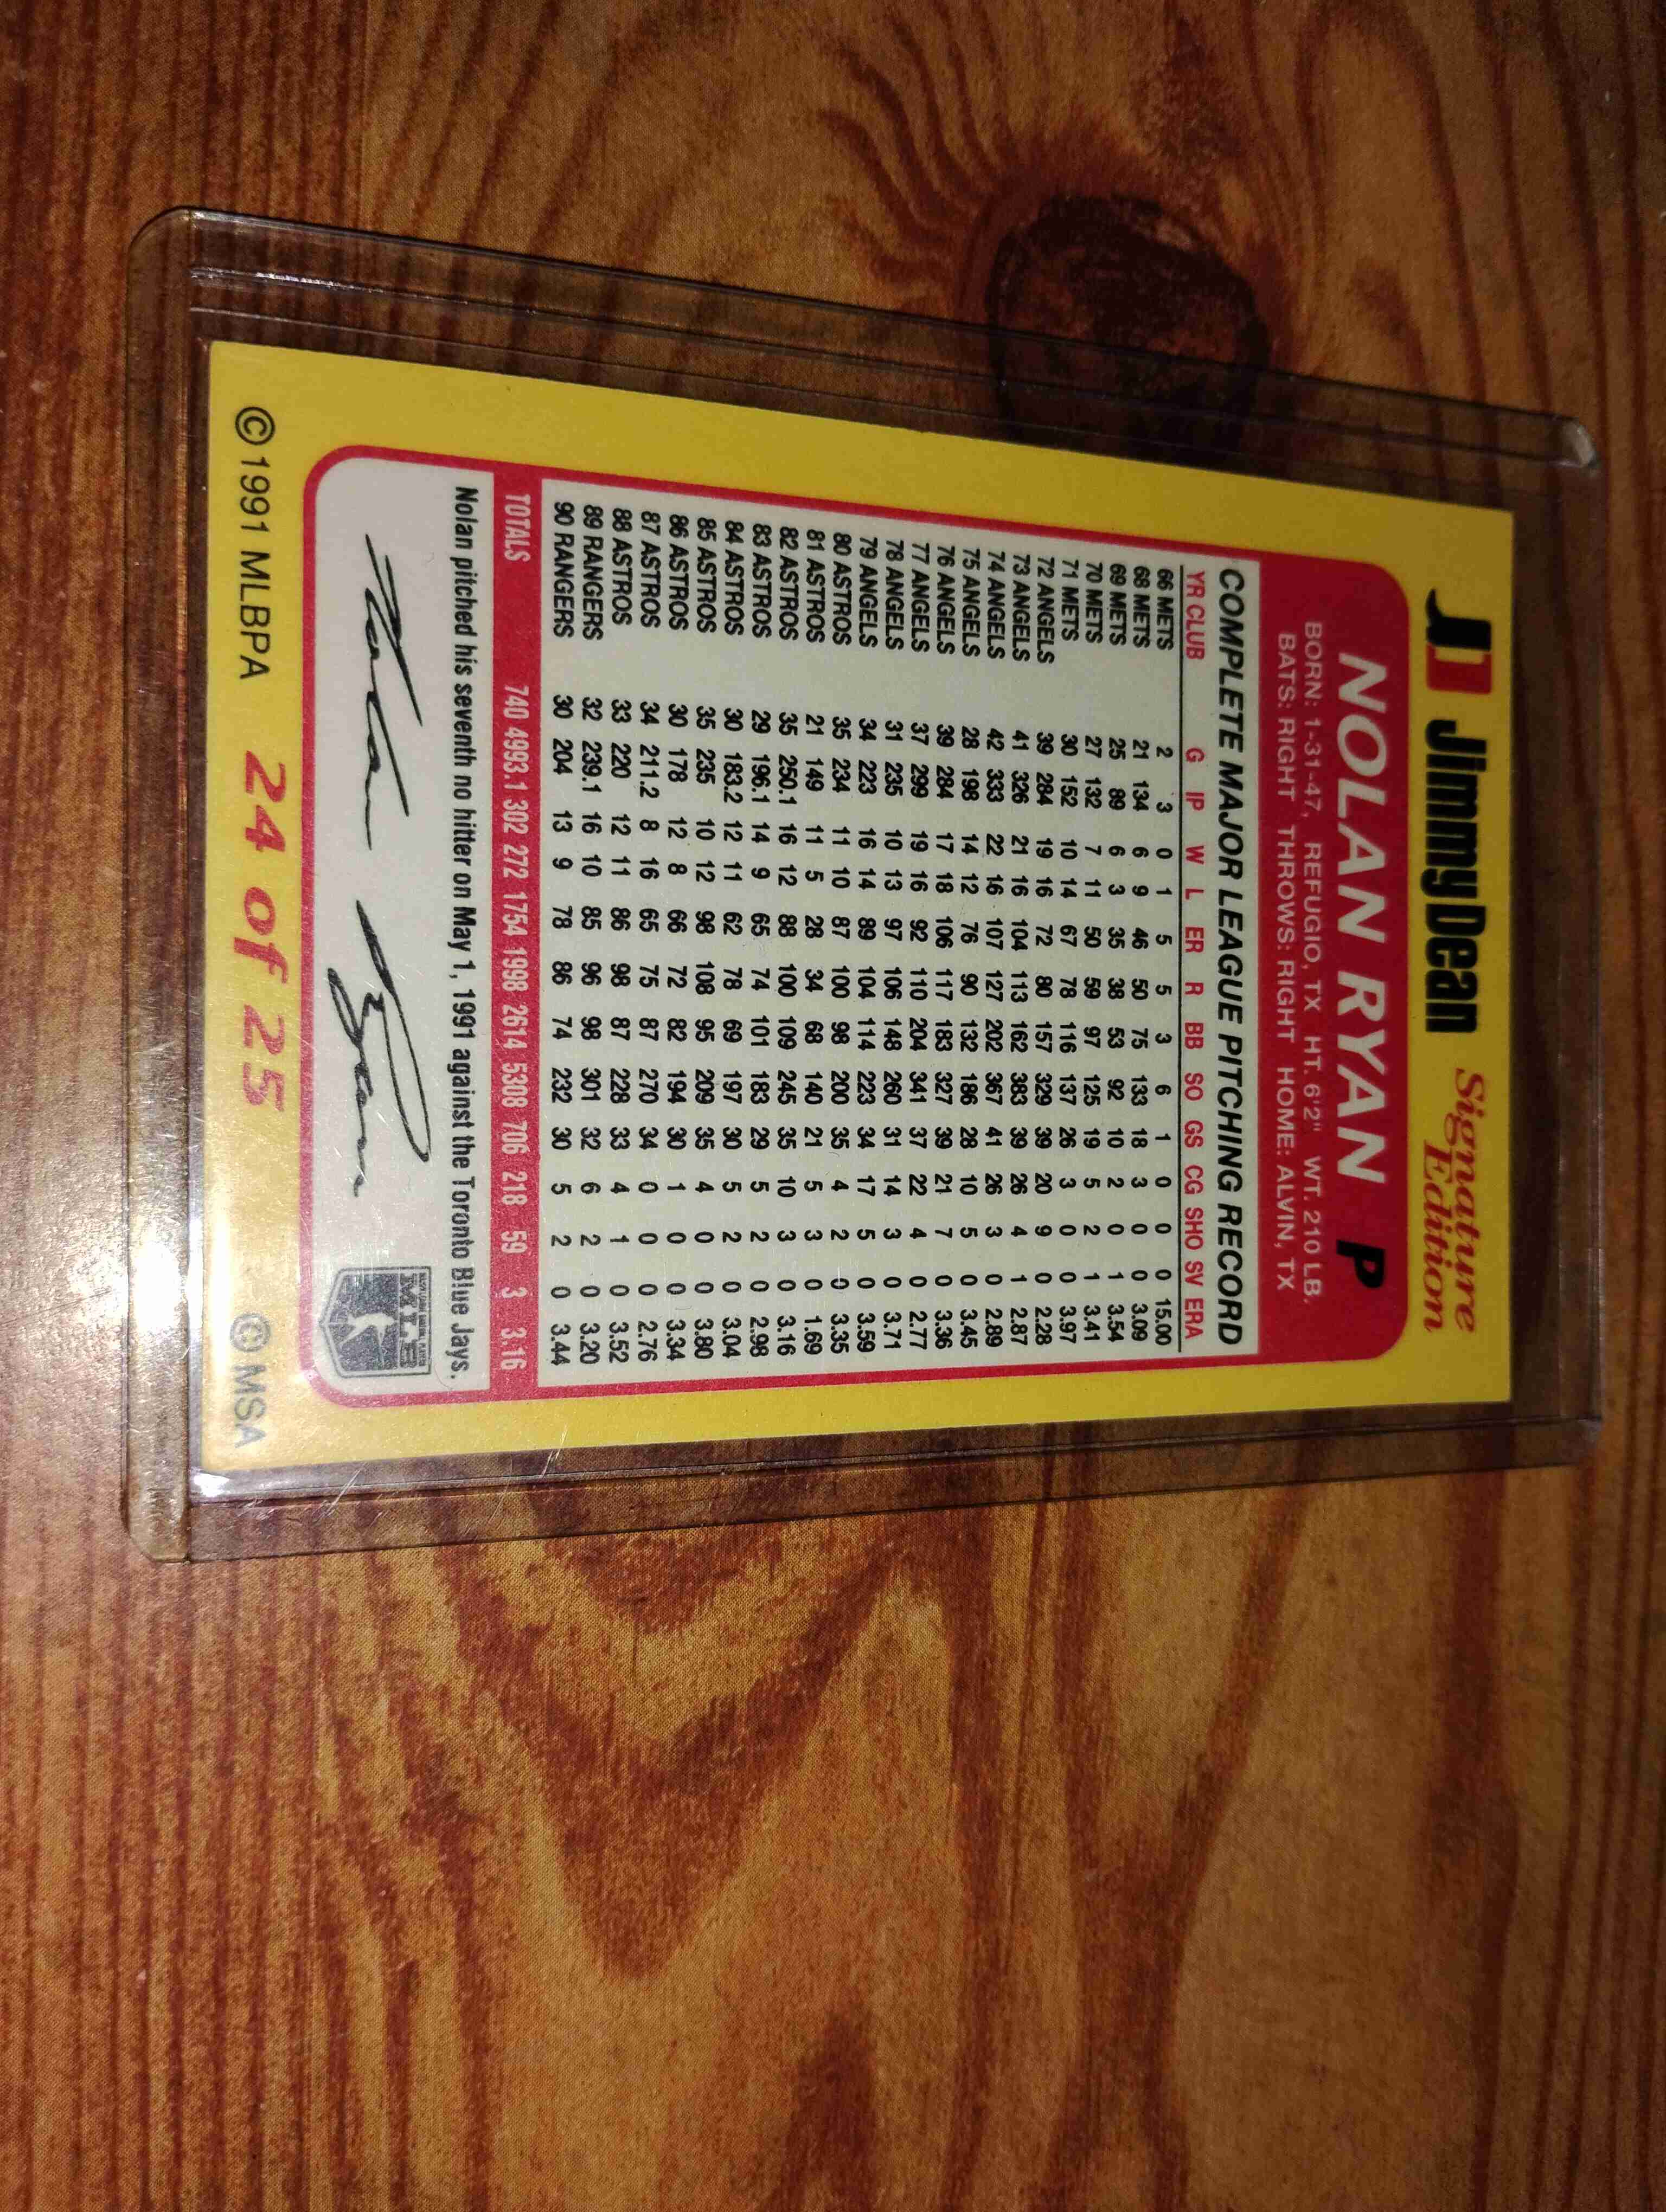 Jimmy Dean Signature Edition
NOLAN RYAN P
BORN: 1-31-47, REFUGIO, TX HT. 6'2" WT. 210 LB.
BATS: RIGHT THROWS: RIGHT HOME: ALVIN, TX
COMPLETE MAJOR LEAGUE PITCHING RECORD
YR CLUB G IP W L ER R BB SO GS CG SHO SV ERA
66 METS 2 3 0 1 5 5 3 6 1 0 0 0 15.00
68 METS 21 134 6 9 46 50 75 133 18 3 0 0 3.09
69 METS 25 89 6 3 35 38 53 92 10 2 0 1 3.54
70 METS 27 132 7 11 50 59 97 125 19 5 2 1 3.41
71 METS 30 152 10 14 67 78 116 137 26 3 0 0 3.97
72 ANGELS 39 284 19 16 72 80 157 329 39 20 9 0 2.28
73 ANGELS 41 326 21 16 104 113 162 383 39 26 4 1 2.87
74 ANGELS 42 333 22 16 107 127 202 367 41 26 3 0 2.89
75 ANGELS 28 198 14 12 76 90 132 186 28 10 5 0 3.45
76 ANGELS 39 284 17 18 106 117 183 327 39 21 7 0 3.36
77 ANGELS 37 299 19 16 92 110 204 341 37 22 4 0 2.77
78 ANGELS 31 235 10 13 97 106 148 260 31 14 3 0 3.71
79 ANGELS 34 223 16 14 89 104 114 223 34 17 5 0 3.59
80 ASTROS 35 234 11 10 87 100 98 200 35 4 2 0 3.35
81 ASTROS 21 149 11 5 28 34 68 140 21 5 3 0 1.69
82 ASTROS 35 250.1 16 12 88 100 109 245 35 10 3 0 3.16
83 ASTROS 29 196.1 14 9 65 74 101 183 29 5 2 0 2.98
84 ASTROS 30 183.2 12 11 62 78 69 197 30 5 2 0 3.04
85 ASTROS 35 235 10 12 98 108 95 209 35 4 0 0 3.80
86 ASTROS 30 178 12 8 66 72 82 194 30 1 0 0 3.34
87 ASTROS 34 211.2 8 16 65 75 87 270 34 0 0 0 2.76
88 ASTROS 33 220 12 11 86 98 87 228 33 4 1 0 3.52
89 RANGERS 32 239.1 16 10 85 96 98 301 32 6 2 0 3.20
90 RANGERS 30 204 13 9 78 86 74 232 30 5 2 0 3.44
TOTALS 740 4993.1 302 272 1754 1998 2614 5308 706 218 59 3 3.16
Nolan pitched his seventh no hitter on May 1, 1991 against the Toronto Blue Jays.
Nolan Ryan
MLB
© 1991 MLBPA 24 of 25 © MSA